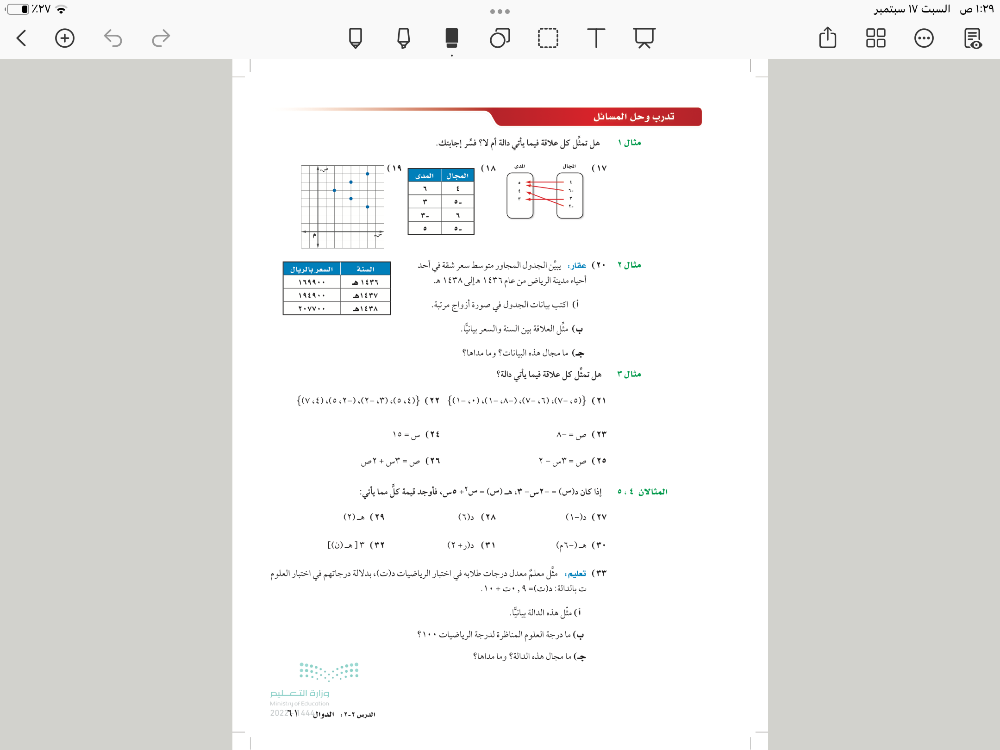 ١:٢٩ ص السبت ١٧ سبتمبر
٪٢٧
تدرب وحل المسائل
مثال ١ هل تمثِّل كل علاقة فيما يأتي دالة أم لا؟ فسِّر إجابتك.
١٧) المجال المدى
٤ ٥
-٦ ٤
٣ ٣
-٢
١٨) المجال المدى
٤ ٦
-٥ ٣
٦ -٣
-٥ ٥
١٩) ص
م س
مثال ٢ ٢٠) عقار: يبيِّن الجدول المجاور متوسط سعر شقة في أحد
أحياء مدينة الرياض من عام ١٤٣٦ هـ إلى ١٤٣٨ هـ.
السنة السعر بالريال
١٤٣٦ هـ ١٦٩٩٠٠
١٤٣٧هـ ١٩٤٩٠٠
١٤٣٨هـ ٢٠٧٧٠٠
أ) اكتب بيانات الجدول في صورة أزواج مرتبة.
ب) مثِّل العلاقة بين السنة والسعر بيانيًّا.
جـ) ما مجال هذه البيانات؟ وما مداها؟
مثال ٣ هل تمثِّل كل علاقة فيما يأتي دالة؟
٢١) {(٥، -٧)، (٦، -٧)، (-٨، -١)، (٠، -١)} ٢٢) {(٤، ٥)، (٣، -٢)، (-٢، ٥)، (٤، ٧)}
٢٣) ص = -٨ ٢٤) س = ١٥
٢٥) ص = ٣س - ٢ ٢٦) ص = ٣س + ٢ص
المثالان ٤ ، ٥ إذا كان د(س) = -٢س- ٣، هـ (س) = س٢+ ٥س، فأوجد قيمة كلٍّ مما يأتي:
٢٧) د(-١) ٢٨) د(٦) ٢٩) هـ (٢)
٣٠) هـ (-٦م) ٣١) د(ر+ ٢) ٣٢) ٣ [ هـ (ن)]
٣٣) تعليم: مثَّل معلمٌ معدل درجات طلابه في اختبار الرياضيات د(ت)، بدلالة درجاتهم في اختبار العلوم
ت بالدالة: د(ت)= ٠,٩ت + ١٠.
أ) مثّل هذه الدالة بيانيًّا.
ب) ما درجة العلوم المناظرة لدرجة الرياضيات ١٠٠؟
جـ) ما مجال هذه الدالة؟ وما مداها؟
وزارة التعليم
Ministry of Education
2022 - 1444
الدرس ٢-٢: الدوال ٦١